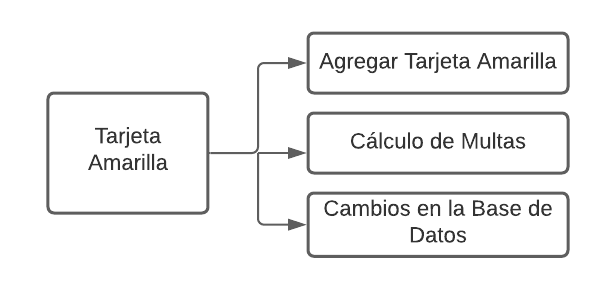 Tarjeta
Amarilla
Agregar Tarjeta Amarilla
Cálculo de Multas
Cambios en la Base de
Datos